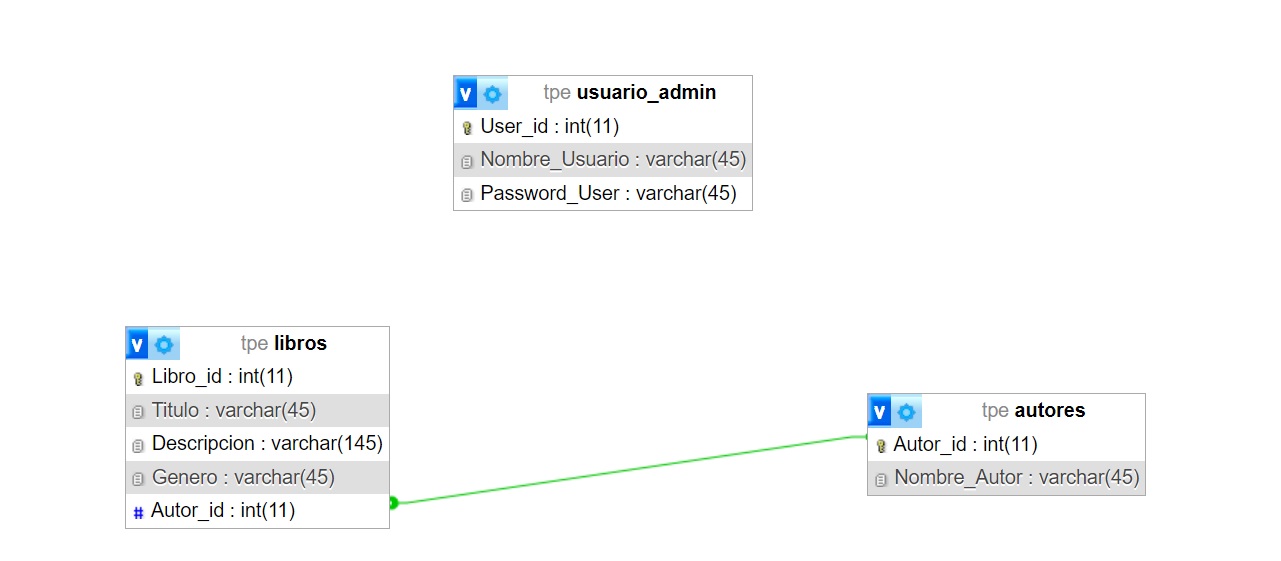 v tpe usuario_admin
User_id : int(11)
Nombre_Usuario : varchar(45)
Password_User : varchar(45)
v tpe libros
Libro_id : int(11)
Titulo : varchar(45)
Descripcion : varchar(145)
Genero : varchar(45)
# Autor_id : int(11)
v tpe autores
Autor_id : int(11)
Nombre_Autor : varchar(45)